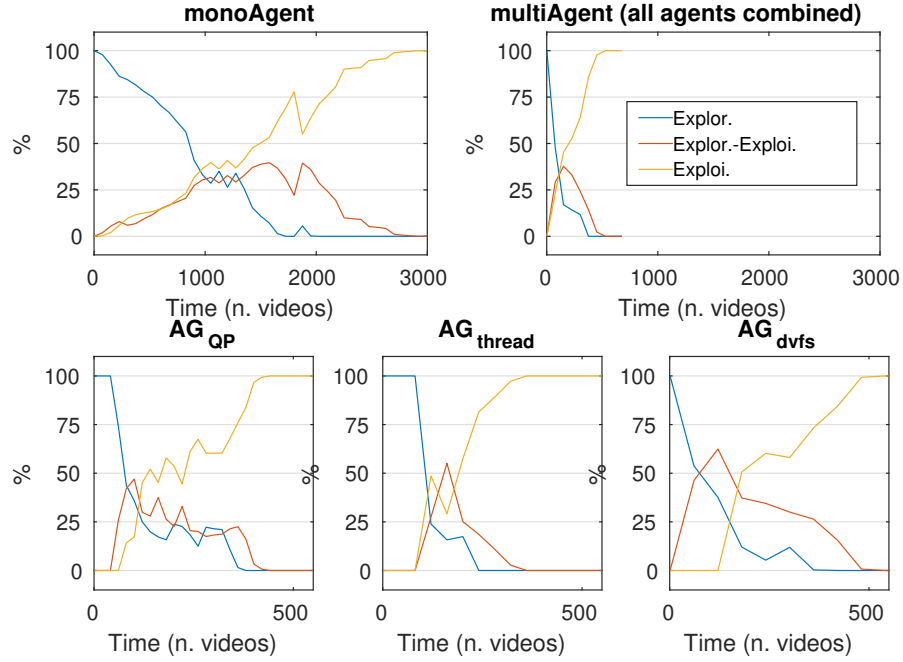 monoAgent
100
75
50
25
0
%
0 1000 2000 3000
Time (n. videos)
multiAgent (all agents combined)
100
75
50
25
0
%
Explor.
Explor.-Exploi.
Exploi.
0 1000 2000 3000
Time (n. videos)
AG QP
100
75
50
25
0
%
0 500
Time (n. videos)
AG thread
100
75
50
25
0
%
0 500
Time (n. videos)
AG dvfs
100
75
50
25
0
%
0 500
Time (n. videos)